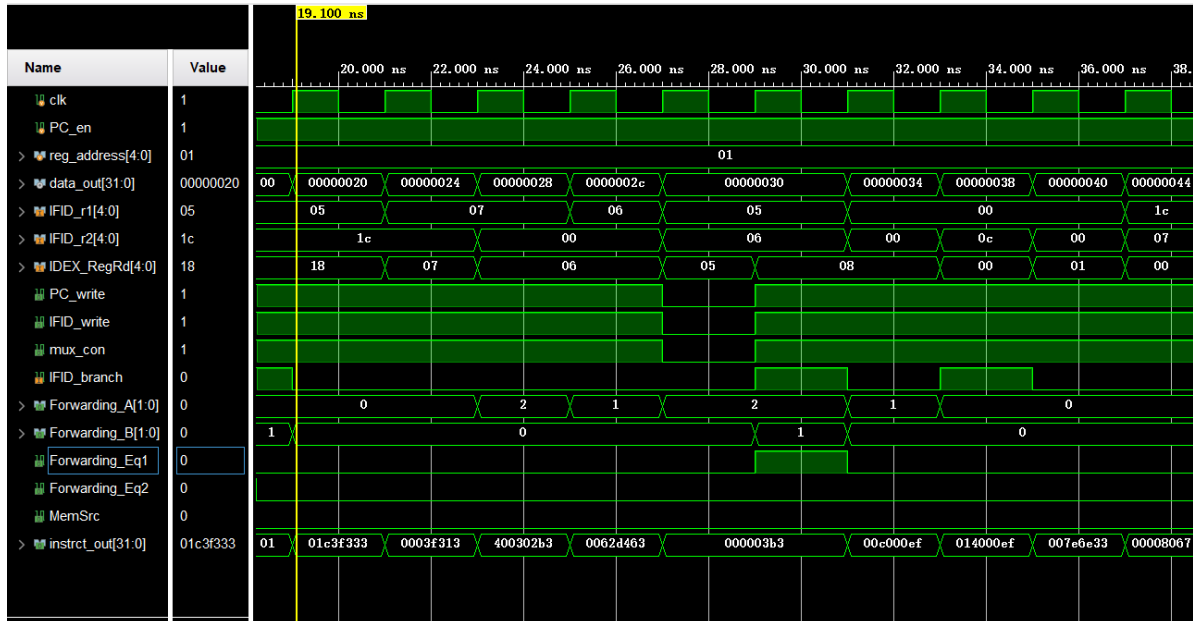 19.100 ns
Name Value 20.000 ns 22.000 ns 24.000 ns 26.000 ns 28.000 ns 30.000 ns 32.000 ns 34.000 ns 36.000 ns 38.
clk 1
PC_en 1
reg_address[4:0] 01 01
data_out[31:0] 00000020 00 00000020 00000024 00000028 0000002c 00000030 00000034 00000038 00000040 00000044
IFID_r1[4:0] 05 05 07 06 05 00 1c
IFID_r2[4:0] 1c 1c 00 06 00 0c 00 07
IDEX_RegRd[4:0] 18 18 07 06 05 08 00 01 00
PC_write 1
IFID_write 1
mux_con 1
IFID_branch 0
Forwarding_A[1:0] 0 0 2 1 2 1 0
Forwarding_B[1:0] 0 1 0 1 0
Forwarding_Eq1 0
Forwarding_Eq2 0
MemSrc 0
instrct_out[31:0] 01c3f333 01 01c3f333 0003f313 400302b3 0062d463 000003b3 00c000ef 014000ef 007e6e33 00008067